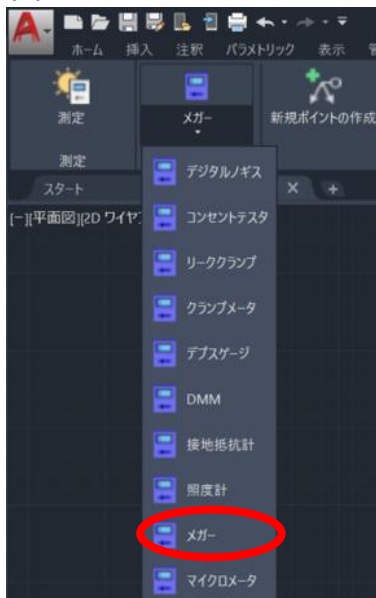 ホーム 挿入 注釈 パラメトリック 表示
測定 メガー 新規ポイントの作成
測定
スタート
[−][平面図][2D ワイヤ
デジタルノギス
コンセントテスタ
リーククランプ
クランプメータ
デプスゲージ
DMM
接地抵抗計
照度計
メガー
マイクロメータ